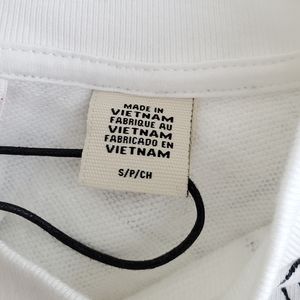 MADE IN
VIETNAM
FABRIQUE AU
VIETNAM
FABRICADO EN
VIETNAM
S/P/CH